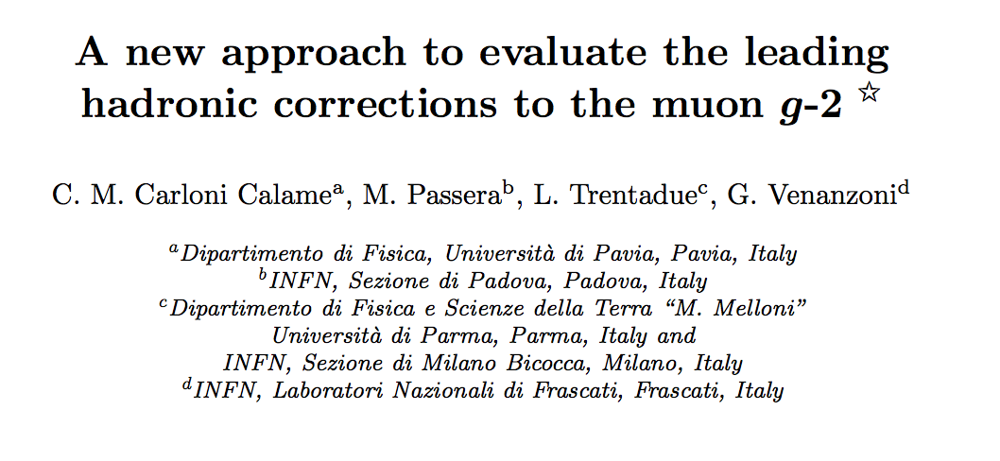 A new approach to evaluate the leading
hadronic corrections to the muon g-2 ☆
C. M. Carloni Calameᵃ, M. Passeraᵇ, L. Trentadueᶜ, G. Venanzoniᵈ
ᵃDipartimento di Fisica, Università di Pavia, Pavia, Italy
ᵇINFN, Sezione di Padova, Padova, Italy
ᶜDipartimento di Fisica e Scienze della Terra “M. Melloni”
Università di Parma, Parma, Italy and
INFN, Sezione di Milano Bicocca, Milano, Italy
ᵈINFN, Laboratori Nazionali di Frascati, Frascati, Italy